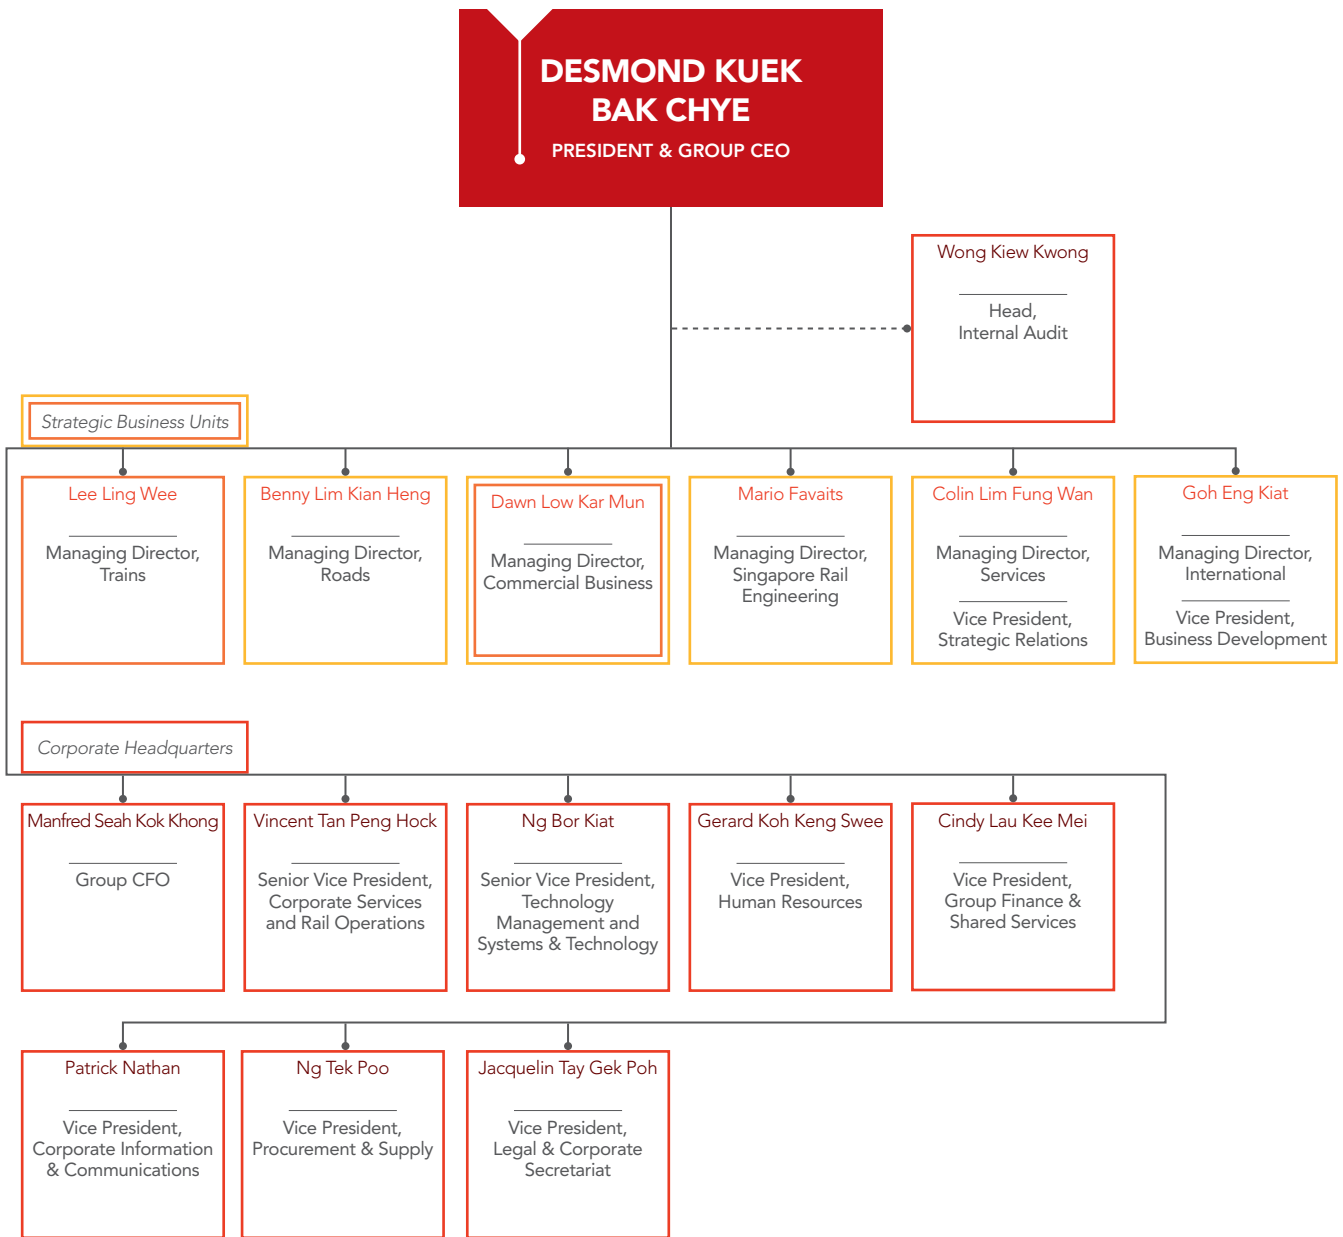 DESMOND KUEK
BAK CHYE
PRESIDENT & GROUP CEO
Wong Kiew Kwong
Head,
Internal Audit
Strategic Business Units
Lee Ling Wee
Managing Director,
Trains
Benny Lim Kian Heng
Managing Director,
Roads
Dawn Low Kar Mun
Managing Director,
Commercial Business
Mario Favaits
Managing Director,
Singapore Rail
Engineering
Colin Lim Fung Wan
Managing Director,
Services
Vice President,
Strategic Relations
Goh Eng Kiat
Managing Director,
International
Vice President,
Business Development
Corporate Headquarters
Manfred Seah Kok Khong
Group CFO
Vincent Tan Peng Hock
Senior Vice President,
Corporate Services
and Rail Operations
Ng Bor Kiat
Senior Vice President,
Technology
Management and
Systems & Technology
Gerard Koh Keng Swee
Vice President,
Human Resources
Cindy Lau Kee Mei
Vice President,
Group Finance &
Shared Services
Patrick Nathan
Vice President,
Corporate Information
& Communications
Ng Tek Poo
Vice President,
Procurement & Supply
Jacquelin Tay Gek Poh
Vice President,
Legal & Corporate
Secretariat